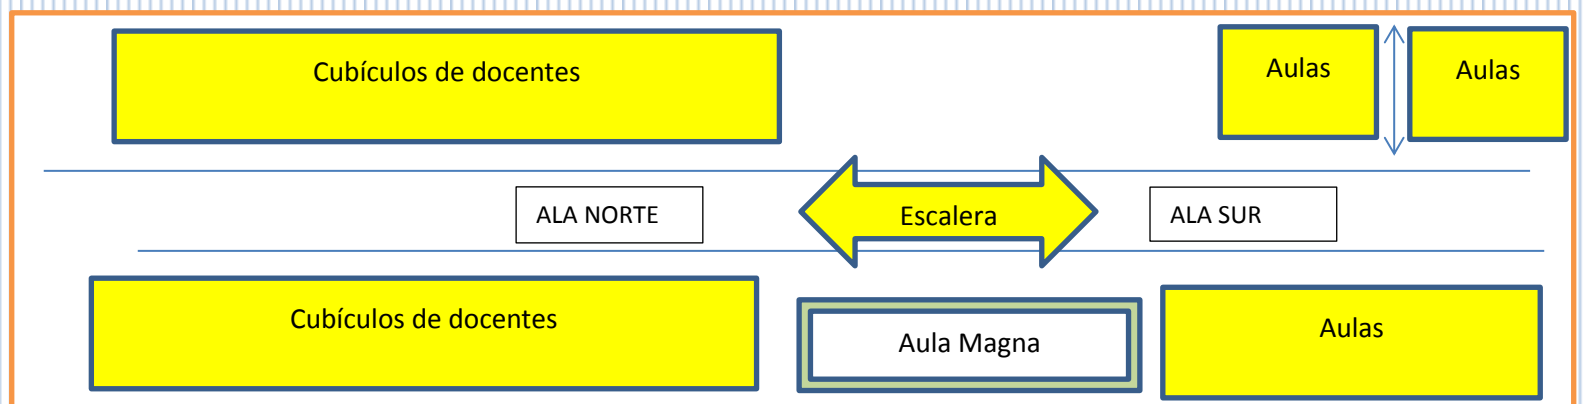 Cubículos de docentes
Aulas
Aulas
ALA NORTE
Escalera
ALA SUR
Cubículos de docentes
Aula Magna
Aulas